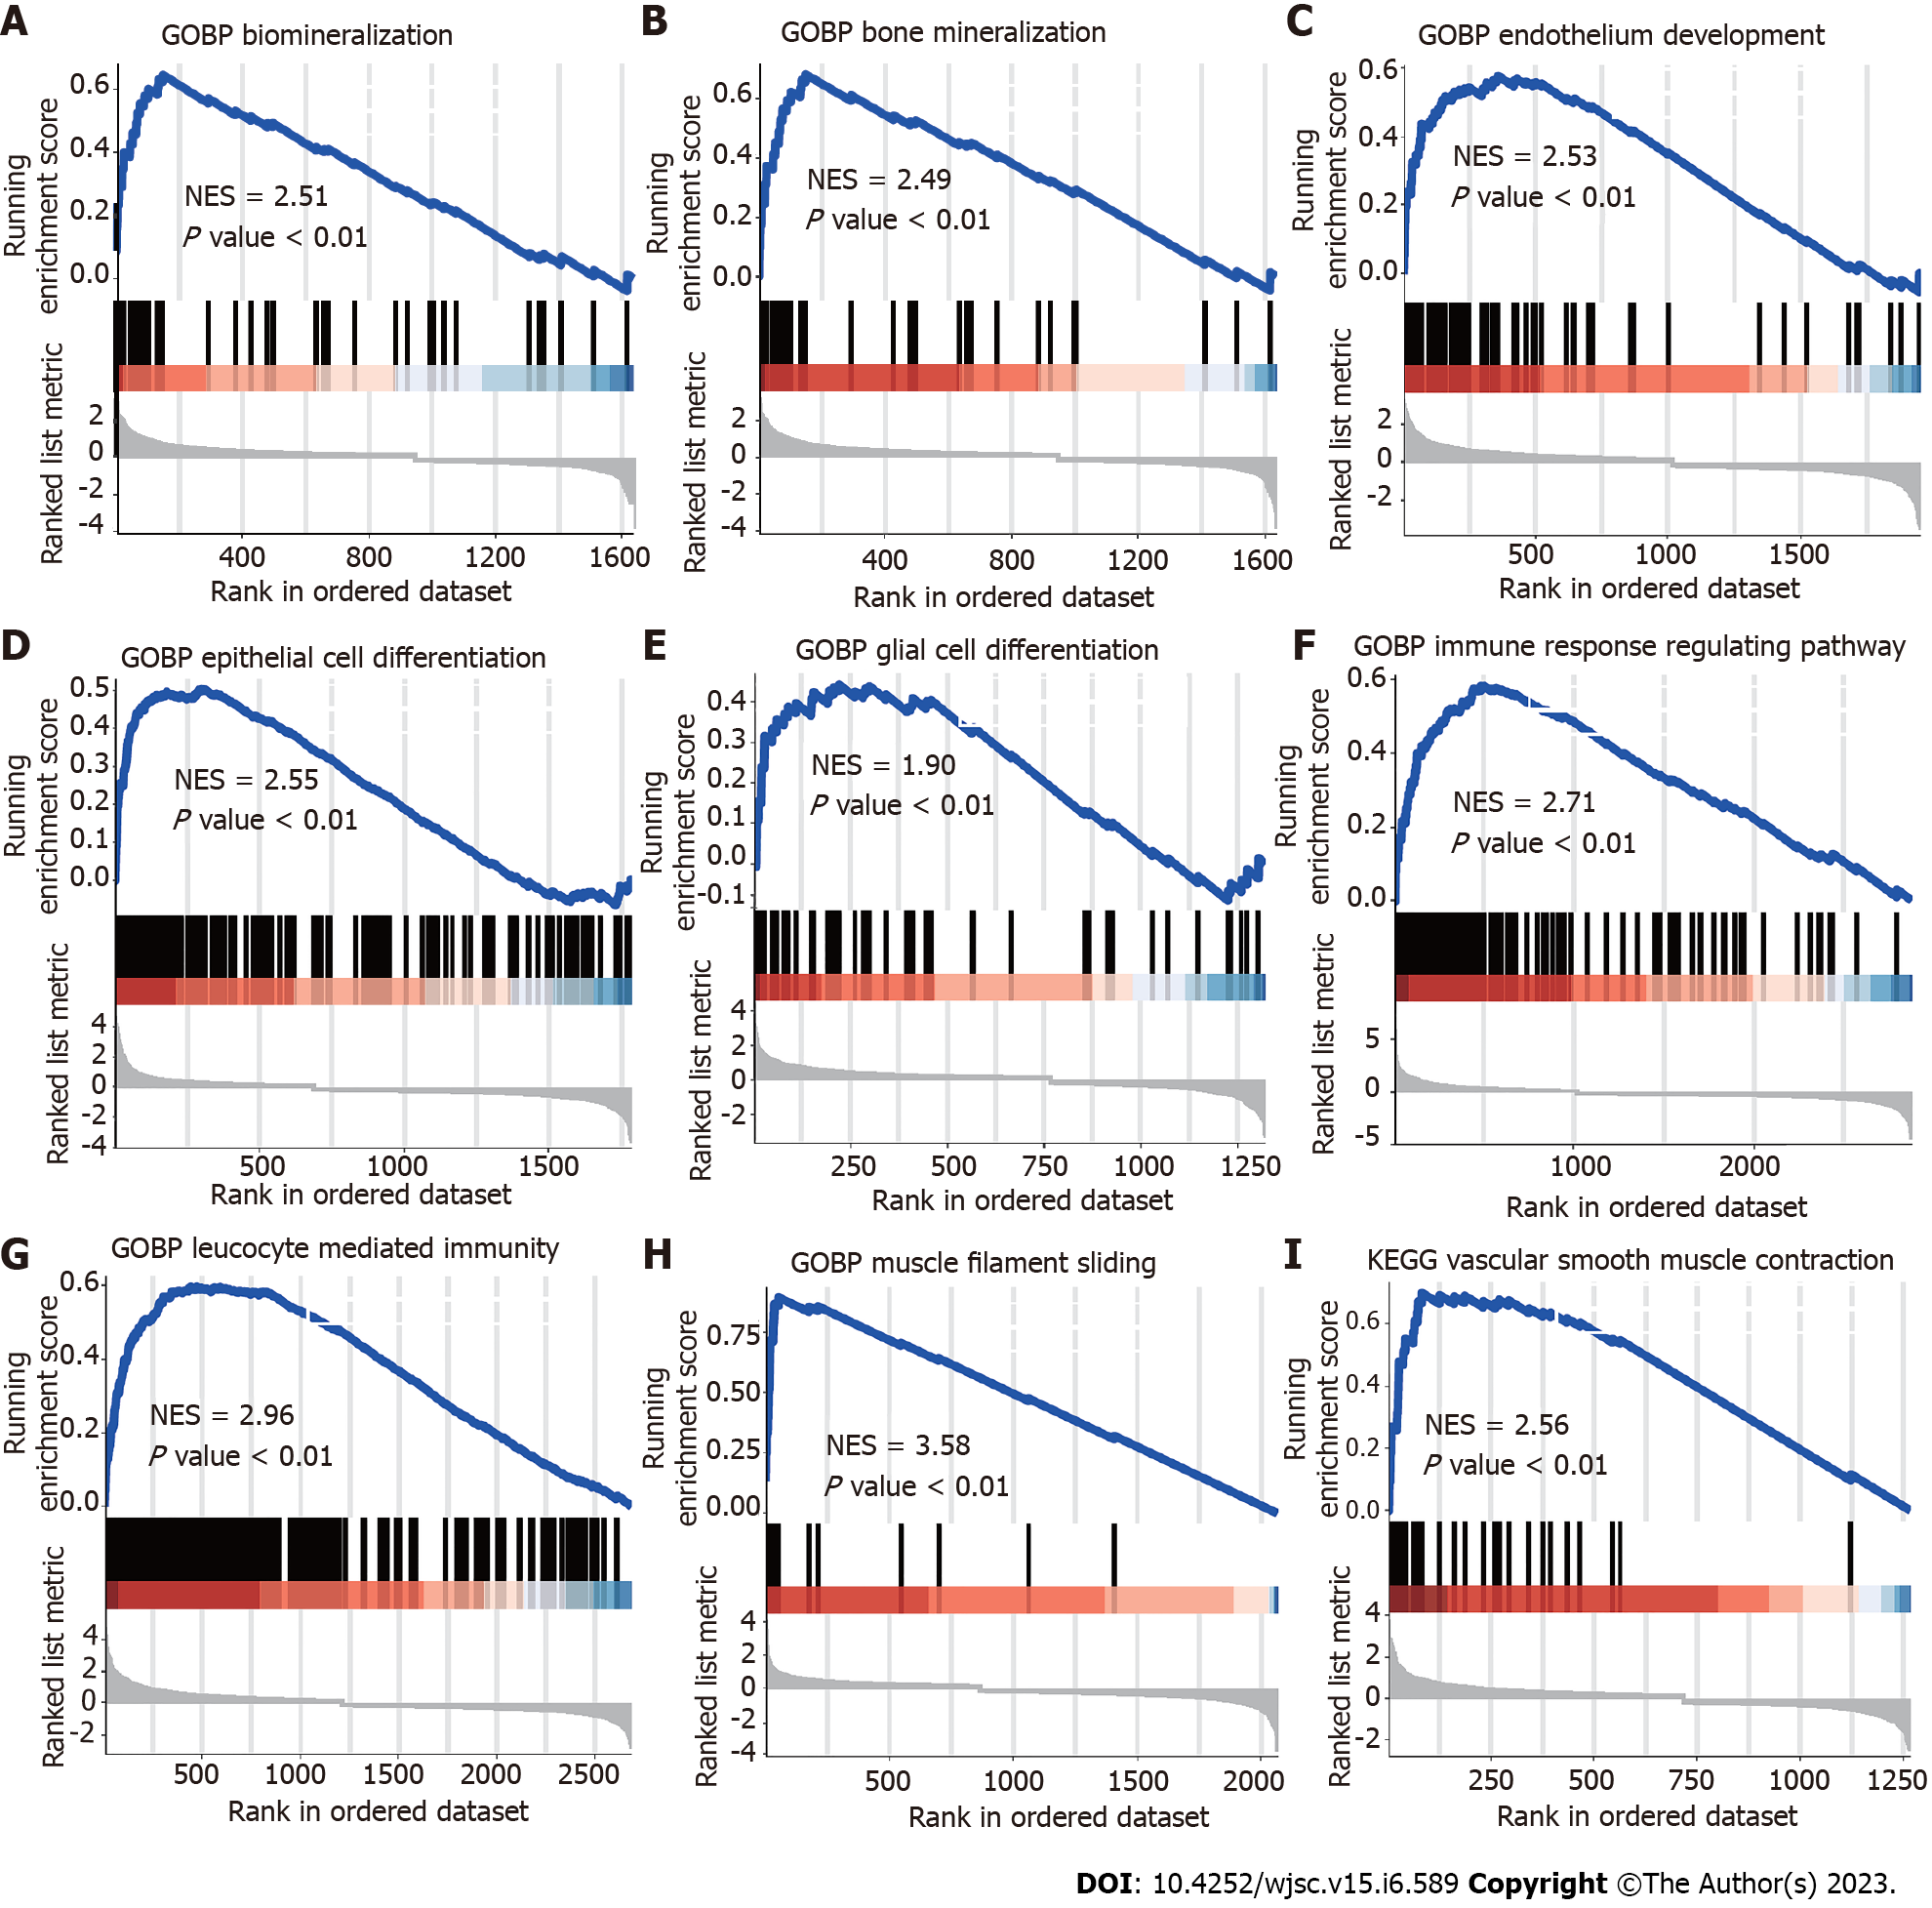 A
GOBP biomineralization
Running
enrichment score
0.6
0.4
0.2
0.0
NES = 2.51
P value < 0.01
Ranked list metric
2
0
-2
-4
400 800 1200 1600
Rank in ordered dataset
B
GOBP bone mineralization
Running
enrichment score
0.6
0.4
0.2
0.0
NES = 2.49
P value < 0.01
Ranked list metric
2
0
-2
-4
400 800 1200 1600
Rank in ordered dataset
C
GOBP endothelium development
Running
enrichment score
0.6
0.4
0.2
0.0
NES = 2.53
P value < 0.01
Ranked list metric
2
0
-2
500 1000 1500
Rank in ordered dataset
D
GOBP epithelial cell differentiation
Running
enrichment score
0.5
0.4
0.3
0.2
0.1
0.0
NES = 2.55
P value < 0.01
Ranked list metric
4
2
0
-2
-4
500 1000 1500
Rank in ordered dataset
E
GOBP glial cell differentiation
Running
enrichment score
0.4
0.3
0.2
0.1
0.0
-0.1
NES = 1.90
P value < 0.01
Ranked list metric
4
2
0
-2
250 500 750 1000 1250
Rank in ordered dataset
F
GOBP immune response regulating pathway
Running
enrichment score
0.6
0.4
0.2
0.0
NES = 2.71
P value < 0.01
Ranked list metric
5
0
-5
1000 2000
Rank in ordered dataset
G
GOBP leucocyte mediated immunity
Running
enrichment score
0.6
0.4
0.2
0.0
NES = 2.96
P value < 0.01
Ranked list metric
4
2
0
-2
500 1000 1500 2000 2500
Rank in ordered dataset
H
GOBP muscle filament sliding
Running
enrichment score
0.75
0.50
0.25
0.00
NES = 3.58
P value < 0.01
Ranked list metric
4
2
0
-2
-4
500 1000 1500 2000
Rank in ordered dataset
I
KEGG vascular smooth muscle contraction
Running
enrichment score
0.6
0.4
0.2
0.0
NES = 2.56
P value < 0.01
Ranked list metric
4
2
0
-2
250 500 750 1000 1250
Rank in ordered dataset
DOI: 10.4252/wjsc.v15.i6.589 Copyright ©The Author(s) 2023.